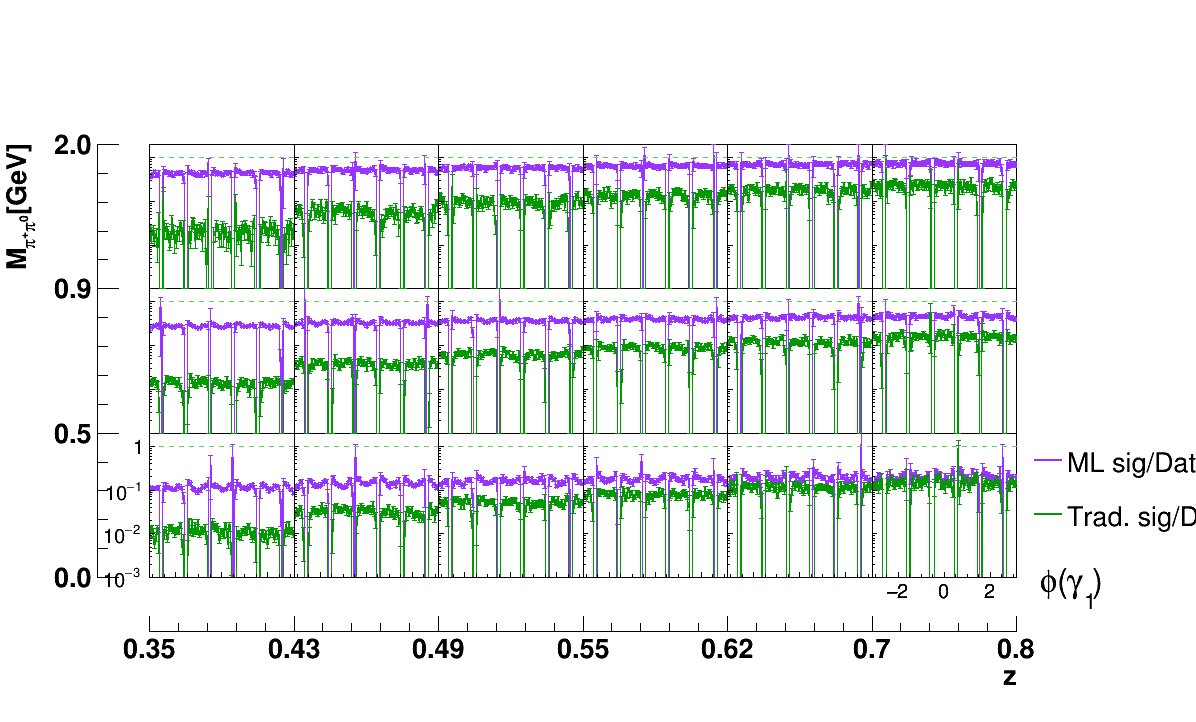 2.0
M π⁺π⁰ [GeV]
0.9
0.5
1
10⁻¹
10⁻²
10⁻³
0.0
ML sig/Dat
Trad. sig/D
−2 0 2
ϕ(γ₁)
0.35 0.43 0.49 0.55 0.62 0.7 0.8
z